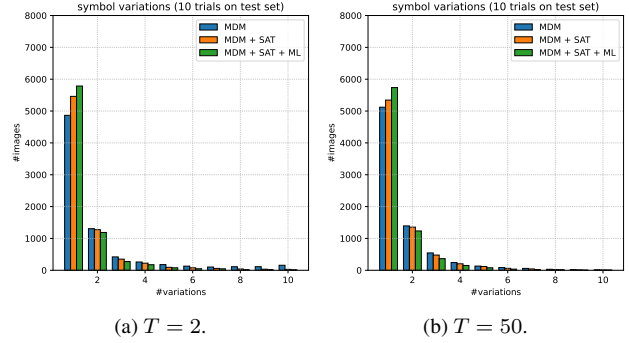 symbol variations (10 trials on test set)
8000
7000
6000
5000
4000
3000
2000
1000
0
#images
MDM
MDM + SAT
MDM + SAT + ML
2 4 6 8 10
#variations
(a) T = 2.
symbol variations (10 trials on test set)
8000
7000
6000
5000
4000
3000
2000
1000
0
#images
MDM
MDM + SAT
MDM + SAT + ML
2 4 6 8 10
#variations
(b) T = 50.